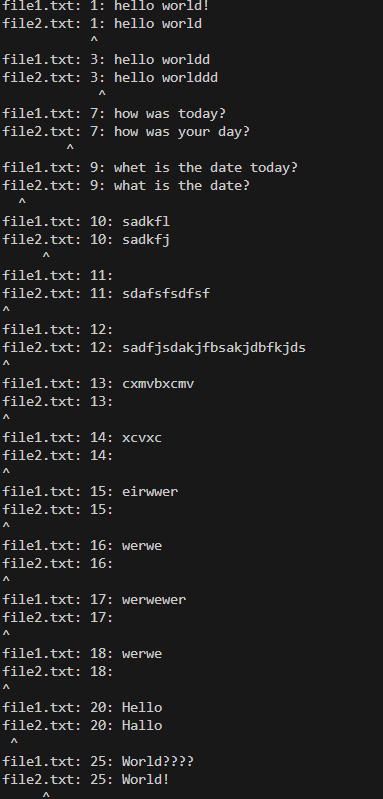 file1.txt: 1: hello world!
file2.txt: 1: hello world
           ^
file1.txt: 3: hello worldd
file2.txt: 3: hello worlddd
            ^
file1.txt: 7: how was today?
file2.txt: 7: how was your day?
        ^
file1.txt: 9: whet is the date today?
file2.txt: 9: what is the date?
  ^
file1.txt: 10: sadkfl
file2.txt: 10: sadkfj
     ^
file1.txt: 11:
file2.txt: 11: sdafsfsdfsf
^
file1.txt: 12:
file2.txt: 12: sadfjsdakjfbsakjdbfkjds
^
file1.txt: 13: cxmvbxcmv
file2.txt: 13:
^
file1.txt: 14: xcvxc
file2.txt: 14:
^
file1.txt: 15: eirwwer
file2.txt: 15:
^
file1.txt: 16: werwe
file2.txt: 16:
^
file1.txt: 17: werwewer
file2.txt: 17:
^
file1.txt: 18: werwe
file2.txt: 18:
^
file1.txt: 20: Hello
file2.txt: 20: Hallo
 ^
file1.txt: 25: World????
file2.txt: 25: World!
     ^